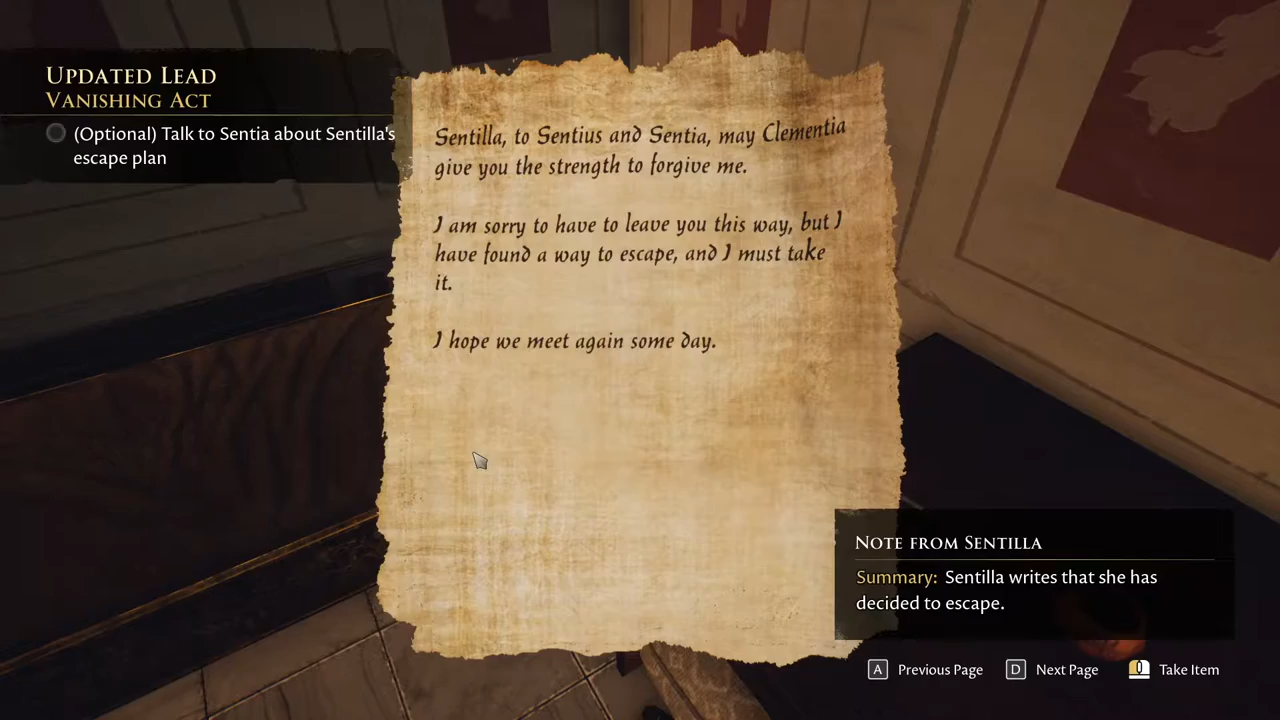 UPDATED LEAD
VANISHING ACT
(Optional) Talk to Sentia about Sentilla's
escape plan
Sentilla, to Sentius and Sentia, may Clementia
give you the strength to forgive me.
I am sorry to have to leave you this way, but I
have found a way to escape, and I must take
it.
I hope we meet again some day.
NOTE FROM SENTILLA
Summary: Sentilla writes that she has
decided to escape.
A Previous Page D Next Page Take Item